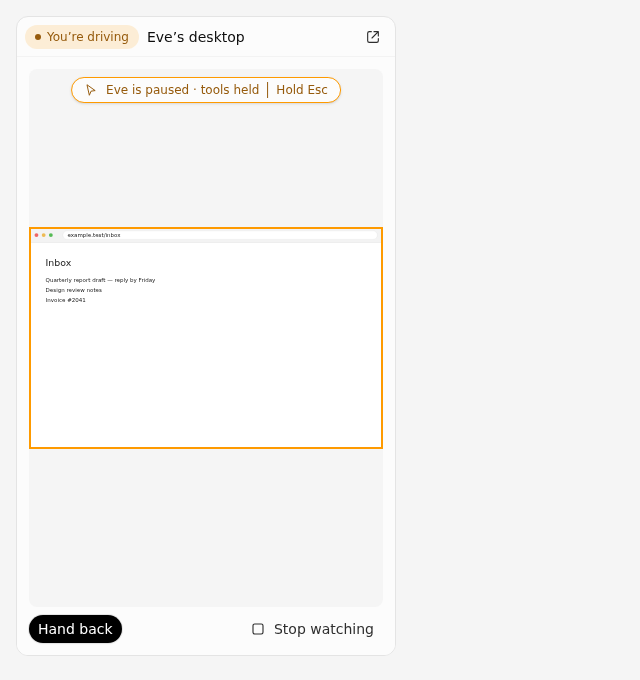 You're driving
Eve's desktop
Eve is paused · tools held
Hold Esc
example.test/inbox
Inbox
Quarterly report draft — reply by Friday
Design review notes
Invoice #2041
Hand back
Stop watching